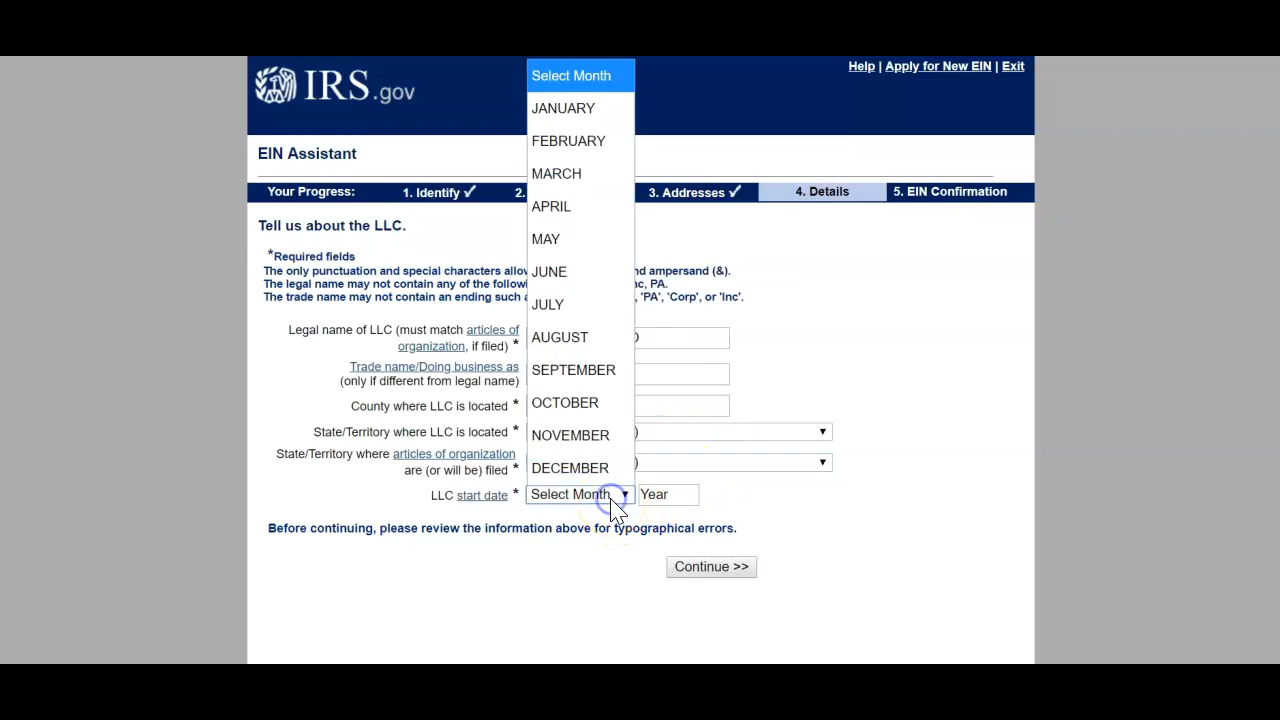 IRS.gov
Help | Apply for New EIN | Exit
Select Month
JANUARY
FEBRUARY
MARCH
APRIL
MAY
JUNE
JULY
AUGUST
SEPTEMBER
OCTOBER
NOVEMBER
DECEMBER
EIN Assistant
Your Progress: 1. Identify ✓ 2. 3. Addresses ✓ 4. Details 5. EIN Confirmation
Tell us about the LLC.
*Required fields
The only punctuation and special characters nd ampersand (&).
The legal name may not contain any of the
The trade name may not contain an ending 'PA', 'Corp', or 'Inc'.
Legal name of LLC (must match articles of
organization, if filed) *
Trade name/Doing business as
(only if different from legal name)
County where LLC is located *
State/Territory where LLC is located *
State/Territory where articles of organization
are (or will be) filed *
LLC start date * Select Month Year
Before continuing, please review the information above for typographical errors.
Continue >>